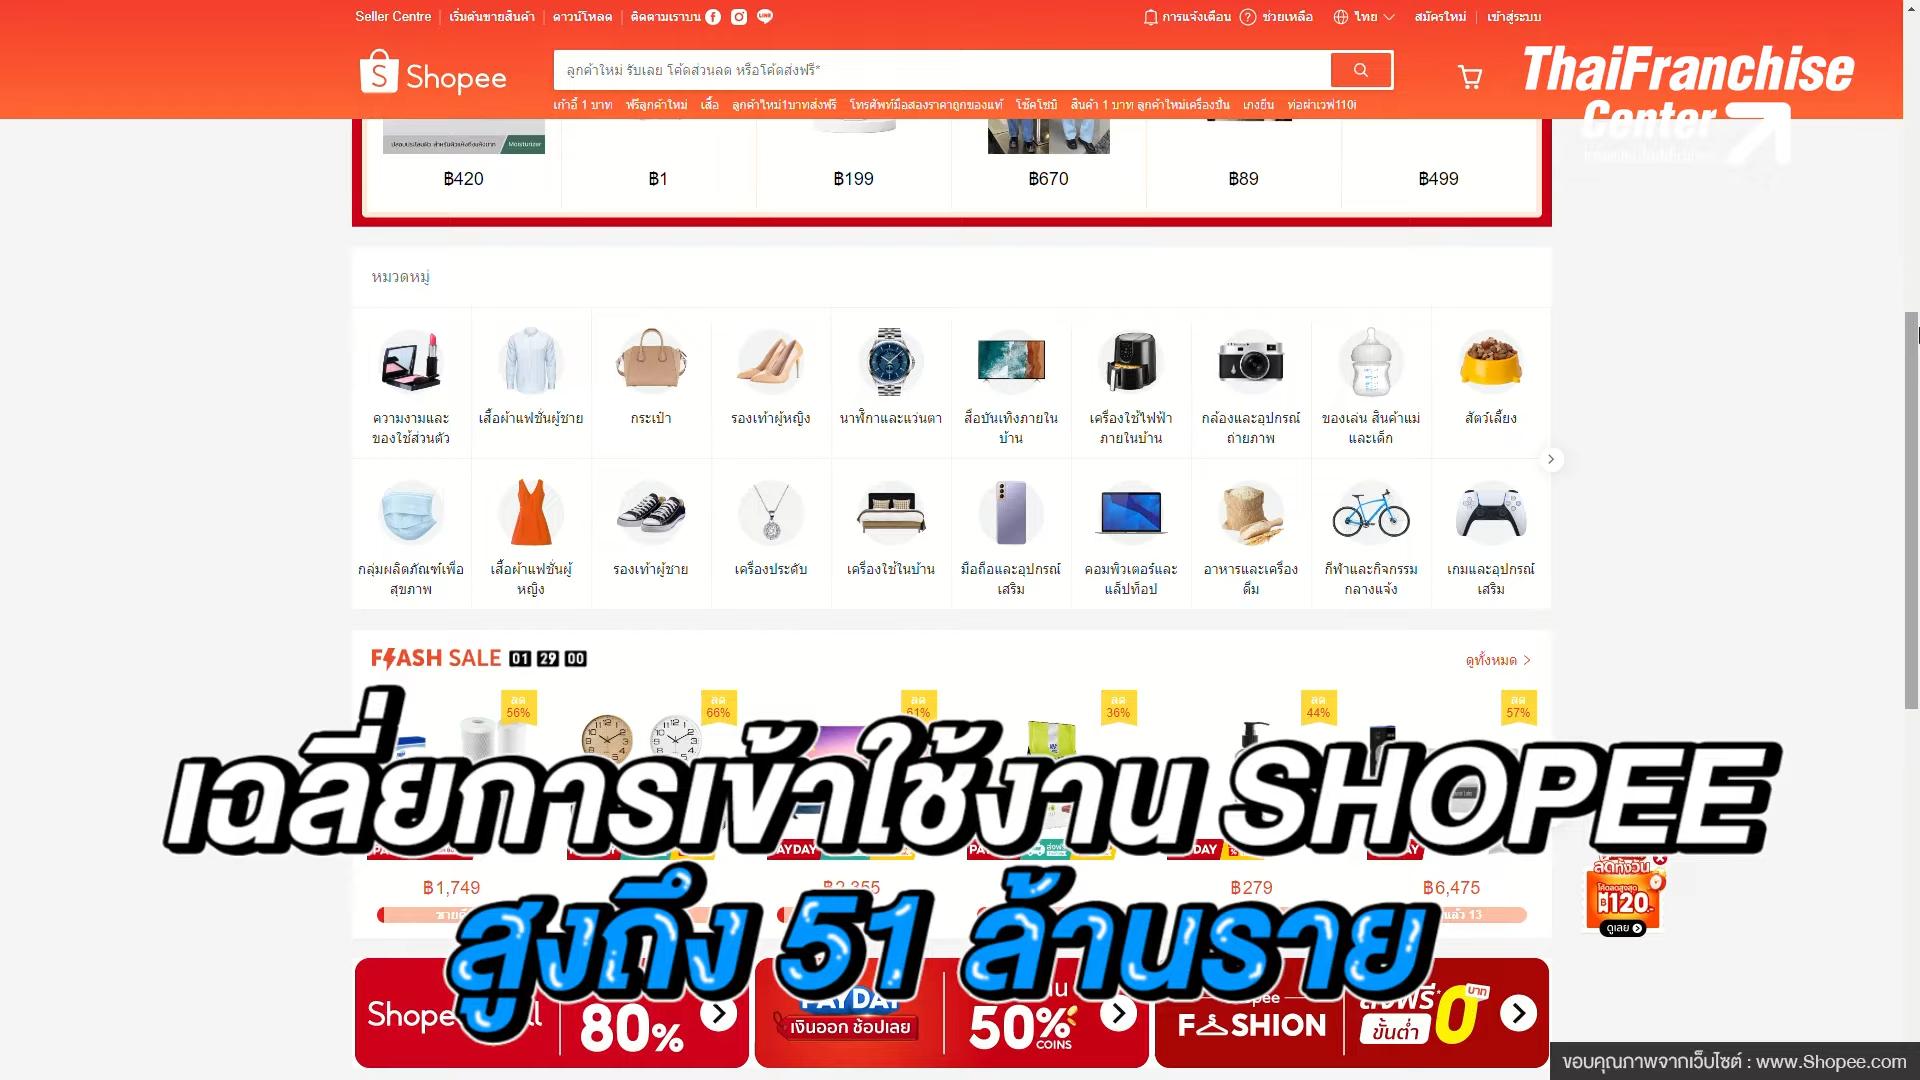 Seller Centre เริ่มต้นขายสินค้า ดาวน์โหลด ติดตามเราบน
การแจ้งเตือน ช่วยเหลือ ไทย สมัครใหม่ เข้าสู่ระบบ
Shopee
ลูกค้าใหม่ รับเลย โค้ดส่วนลด หรือโค้ดส่งฟรี*
เก้าอี้ 1 บาท ฟรีลูกค้าใหม่ เสื้อ ลูกค้าใหม่1บาทส่งฟรี โทรศัพท์มือสองราคาถูกของแท้ โช๊คโซบิ สินค้า 1 บาท ลูกค้าใหม่เครื่องปั่น เกงยีน ท่อผ่าเวฟ110i
ThaiFranchise
Center
Moisturizer
฿420 ฿1 ฿199 ฿670 ฿89 ฿499
หมวดหมู่
ความงามและ
ของใช้ส่วนตัว
เสื้อผ้าแฟชั่นผู้ชาย
กระเป๋า
รองเท้าผู้หญิง
นาฬิกาและแว่นตา
สื่อบันเทิงภายใน
บ้าน
เครื่องใช้ไฟฟ้า
ภายในบ้าน
กล้องและอุปกรณ์
ถ่ายภาพ
ของเล่น สินค้าแม่
และเด็ก
สัตว์เลี้ยง
กลุ่มผลิตภัณฑ์เพื่อ
สุขภาพ
เสื้อผ้าแฟชั่นผู้
หญิง
รองเท้าผู้ชาย
เครื่องประดับ
เครื่องใช้ในบ้าน
มือถือและอุปกรณ์
เสริม
คอมพิวเตอร์และ
แล็ปท็อป
อาหารและเครื่อง
ดื่ม
กีฬาและกิจกรรม
กลางแจ้ง
เกมและอุปกรณ์
เสริม
FLASH SALE 01 29 00
ดูทั้งหมด
ลด 56%
ลด 66%
ลด 61%
ลด 36%
ลด 44%
ลด 57%
เฉลี่ยการเข้าใช้งาน SHOPEE
สูงถึง 51 ล้านราย
฿1,749 ฿2,355 ฿279 ฿6,475
ลดทั้งวัน
โค้ดลดสูงสุด
฿120.-
ดูเลย
80%
PAYDAY
เงินออก ช้อปเลย
50%
COINS
FASHION
ส่งฟรี*
ขั้นต่ำ 0 บาท
ขอบคุณภาพจากเว็บไซต์ : www.Shopee.com